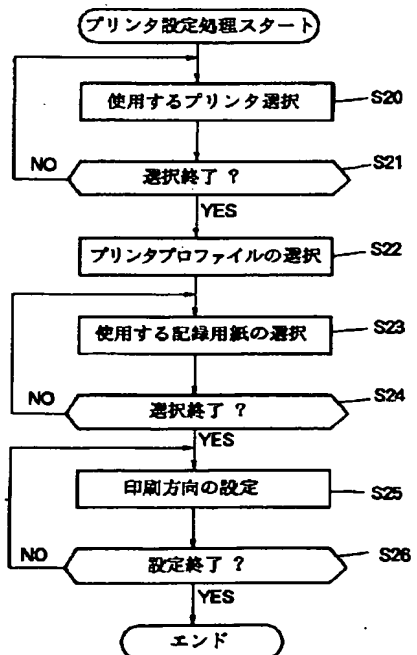 プリンタ設定処理スタート
使用するプリンタ選択
S20
NO
選択終了 ?
S21
YES
プリンタプロファイルの選択
S22
使用する記録用紙の選択
S23
NO
選択終了 ?
S24
YES
印刷方向の設定
S25
NO
設定終了 ?
S26
YES
エンド